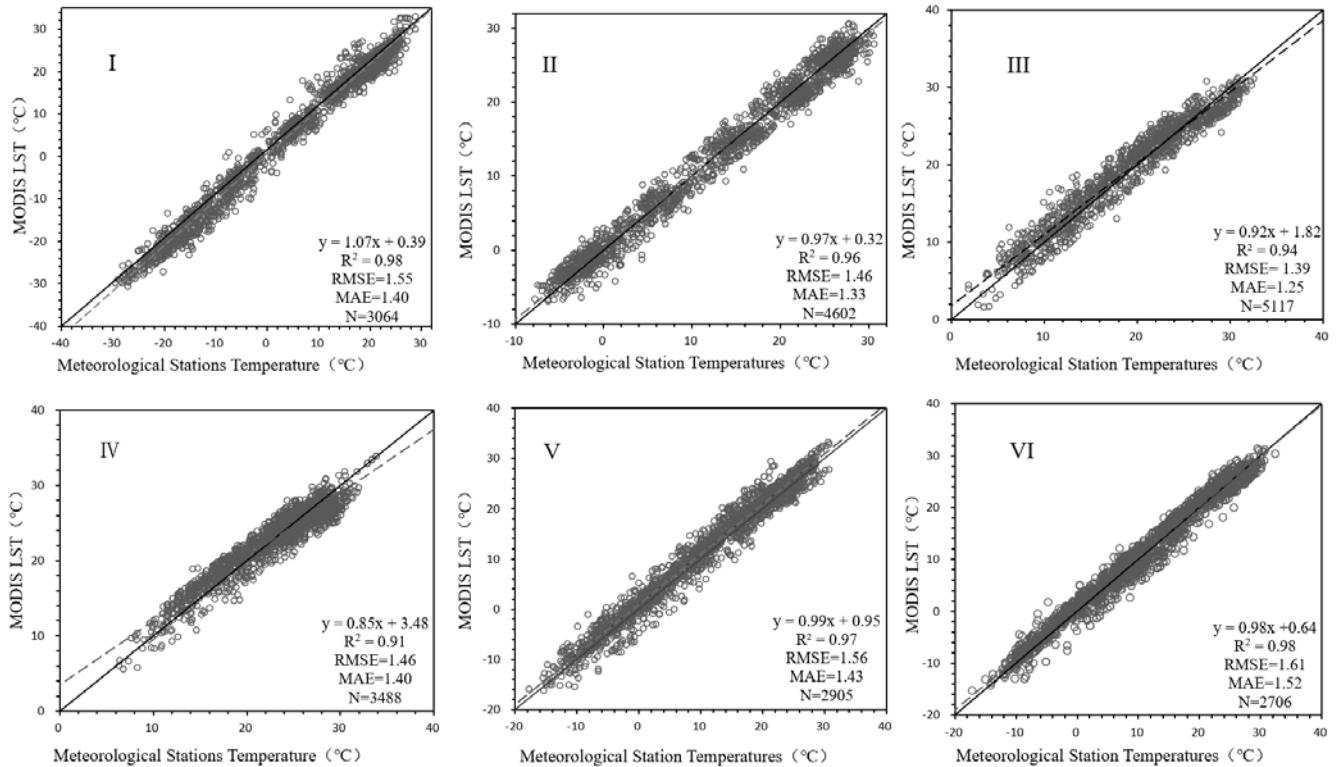 I
MODIS LST（°C）
30
20
10
0
-10
-20
-30
-40
y = 1.07x + 0.39
R² = 0.98
RMSE=1.55
MAE=1.40
N=3064
-40 -30 -20 -10 0 10 20 30
Meteorological Stations Temperature（°C）
II
MODIS LST（°C）
30
20
10
0
-10
y = 0.97x + 0.32
R² = 0.96
RMSE=1.46
MAE=1.33
N=4602
-10 0 10 20 30
Meteorological Station Temperatures（°C）
III
MODIS LST（°C）
40
30
20
10
0
y = 0.92x + 1.82
R² = 0.94
RMSE= 1.39
MAE=1.25
N=5117
0 10 20 30 40
Meteorological Station Temperatures（°C）
IV
MODIS LST（°C）
40
30
20
10
0
y = 0.85x + 3.48
R² = 0.91
RMSE=1.46
MAE=1.40
N=3488
0 10 20 30 40
Meteorological Stations Temperature（°C）
V
MODIS LST（°C）
40
30
20
10
0
-10
-20
y = 0.99x + 0.95
R² = 0.97
RMSE=1.56
MAE=1.43
N=2905
-20 -10 0 10 20 30 40
Meteorological Station Temperatures（°C）
VI
MODIS LST（°C）
40
30
20
10
0
-10
-20
y = 0.98x +0.64
R² = 0.98
RMSE=1.61
MAE=1.52
N=2706
-20 -10 0 10 20 30 40
Meteorological Station Temperatures（°C）